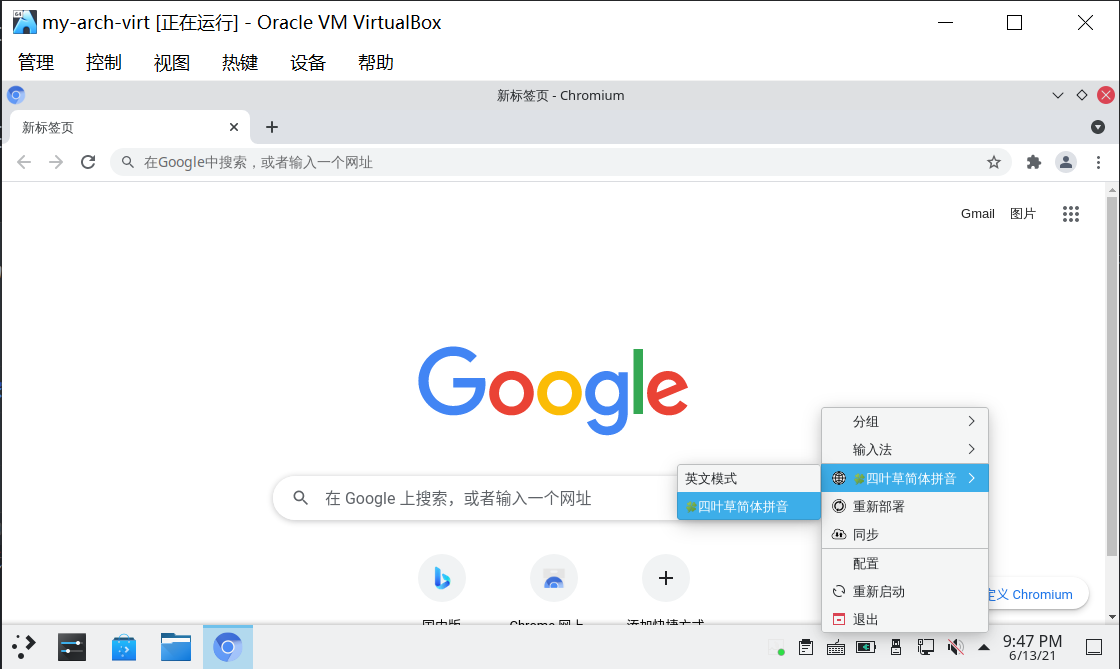 my-arch-virt [正在运行] - Oracle VM VirtualBox
管理 控制 视图 热键 设备 帮助
新标签页 - Chromium
新标签页
在Google中搜索，或者输入一个网址
Gmail 图片
Google
在 Google 上搜索，或者输入一个网址
国内版 Chrome 网上 添加快捷方式
分组
输入法
🍀四叶草简体拼音
重新部署
同步
配置
重新启动
退出
英文模式
🍀四叶草简体拼音
定义 Chromium
9:47 PM
6/13/21